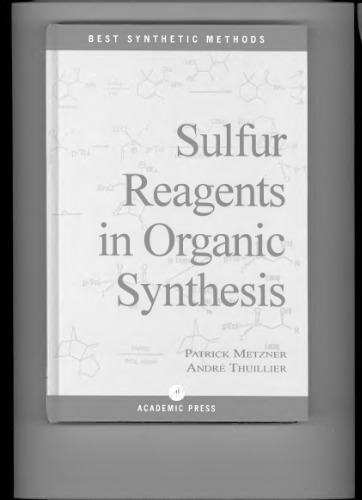 BEST SYNTHETIC METHODS
Sulfur
Reagents
in Organic
Synthesis
PATRICK METZNER
ANDRÉ THUILLIER
ACADEMIC PRESS